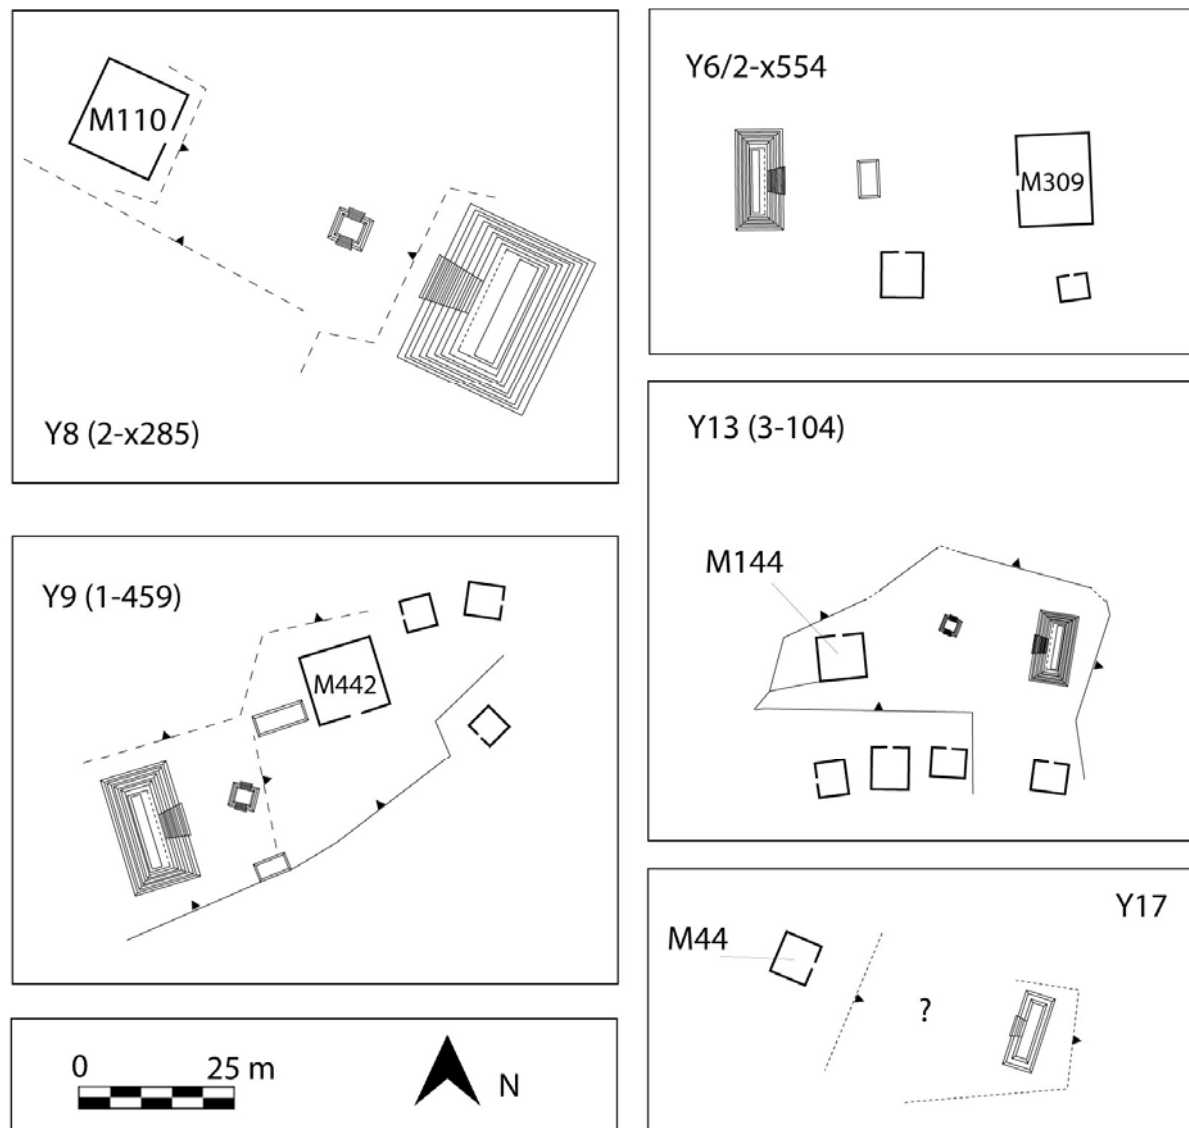 M110
Y8 (2-x285)
Y6/2-x554
M309
Y13 (3-104)
M144
Y9 (1-459)
M442
Y17
M44
?
0 25 m
N